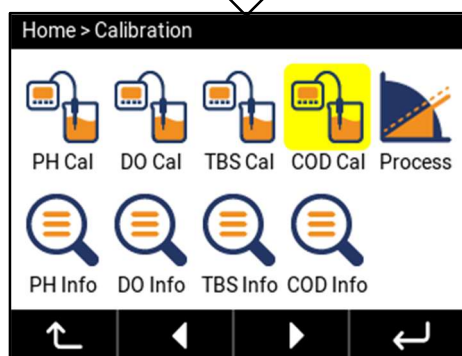 Home > Calibration
PH Cal DO Cal TBS Cal COD Cal Process
PH Info DO Info TBS Info COD Info